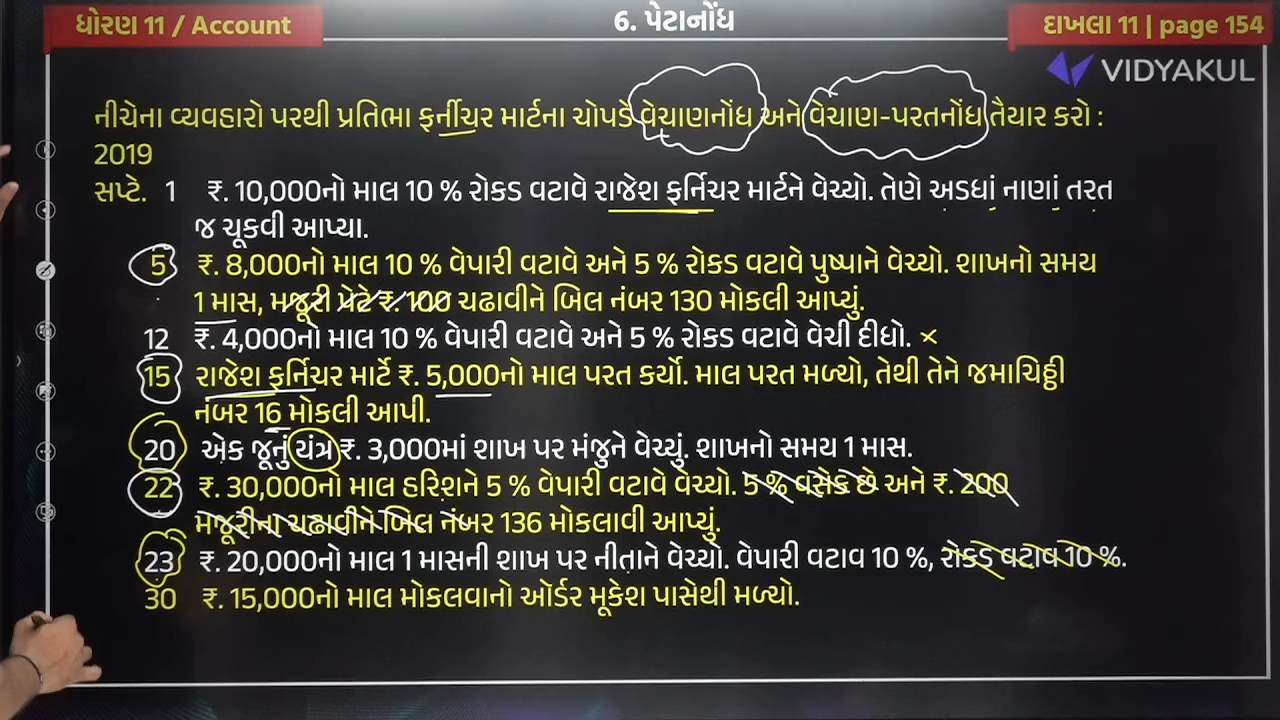 ધોરણ 11 / Account
6. પેટાનોંધ
દાખલા 11 | page 154
VIDYAKUL
નીચેના વ્યવહારો પરથી પ્રતિભા ફર્નીચર માર્ટના ચોપડે વેચાણનોંધ અને વેચાણ-પરતનોંધ તૈયાર કરો :
2019
સપ્ટે. 1 ₹. 10,000નો માલ 10 % રોકડ વટાવે રાજેશ ફર્નિચર માર્ટને વેચ્યો. તેણે અડધાં નાણાં તરત
જ ચૂકવી આપ્યા.
5 ₹. 8,000નો માલ 10 % વેપારી વટાવે અને 5 % રોકડ વટાવે પુષ્પાને વેચ્યો. શાખનો સમય
1 માસ, મજૂરી પેટે ₹. 100 ચઢાવીને બિલ નંબર 130 મોકલી આપ્યું.
12 ₹. 4,000નો માલ 10 % વેપારી વટાવે અને 5 % રોકડ વટાવે વેચી દીધો. ×
15 રાજેશ ફર્નિચર માર્ટે ₹. 5,000નો માલ પરત કર્યો. માલ પરત મળ્યો, તેથી તેને જમાચિઠ્ઠી
નંબર 16 મોકલી આપી.
20 એક જૂનું યંત્ર ₹. 3,000માં શાખ પર મંજુને વેચ્યું. શાખનો સમય 1 માસ.
22 ₹. 30,000નો માલ હરિશને 5 % વેપારી વટાવે વેચ્યો. 5 % વસેક છે અને ₹. 200
મજૂરીના ચઢાવીને બિલ નંબર 136 મોકલાવી આપ્યું.
23 ₹. 20,000નો માલ 1 માસની શાખ પર નીતાને વેચ્યો. વેપારી વટાવ 10 %, રોકડ વટાવ 10 %.
30 ₹. 15,000નો માલ મોકલવાનો ઑર્ડર મૂકેશ પાસેથી મળ્યો.